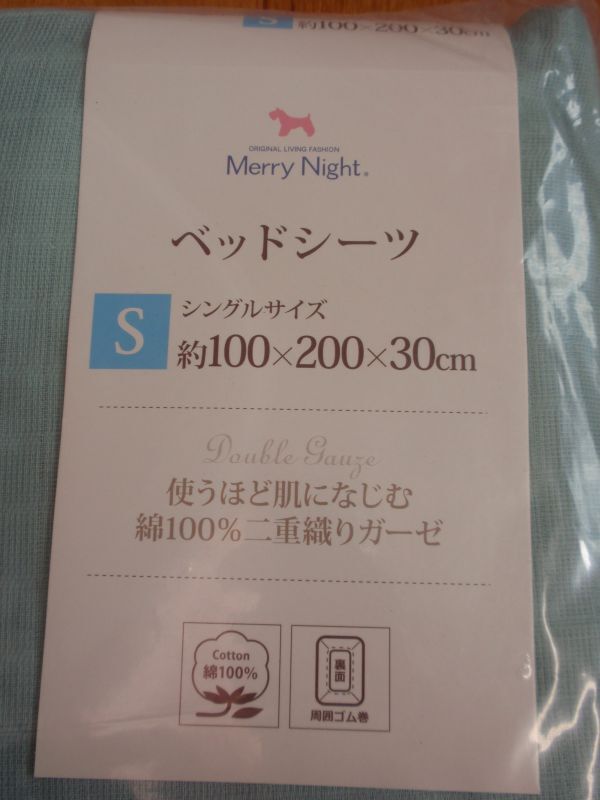 S 約100×200×30cm
ORIGINAL LIVING FASHION
Merry Night®
ベッドシーツ
S
シングルサイズ
約100×200×30cm
Double Gauze
使うほど肌になじむ
綿100%二重織りガーゼ
Cotton
綿100%
裏面
周囲ゴム巻